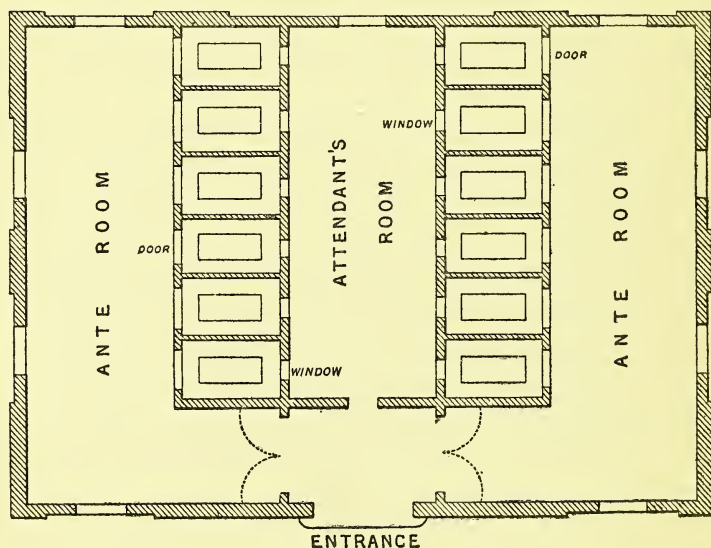 DOOR
WINDOW
ANTE ROOM
DOOR
ATTENDANT'S
ROOM
ANTE ROOM
WINDOW
ENTRANCE